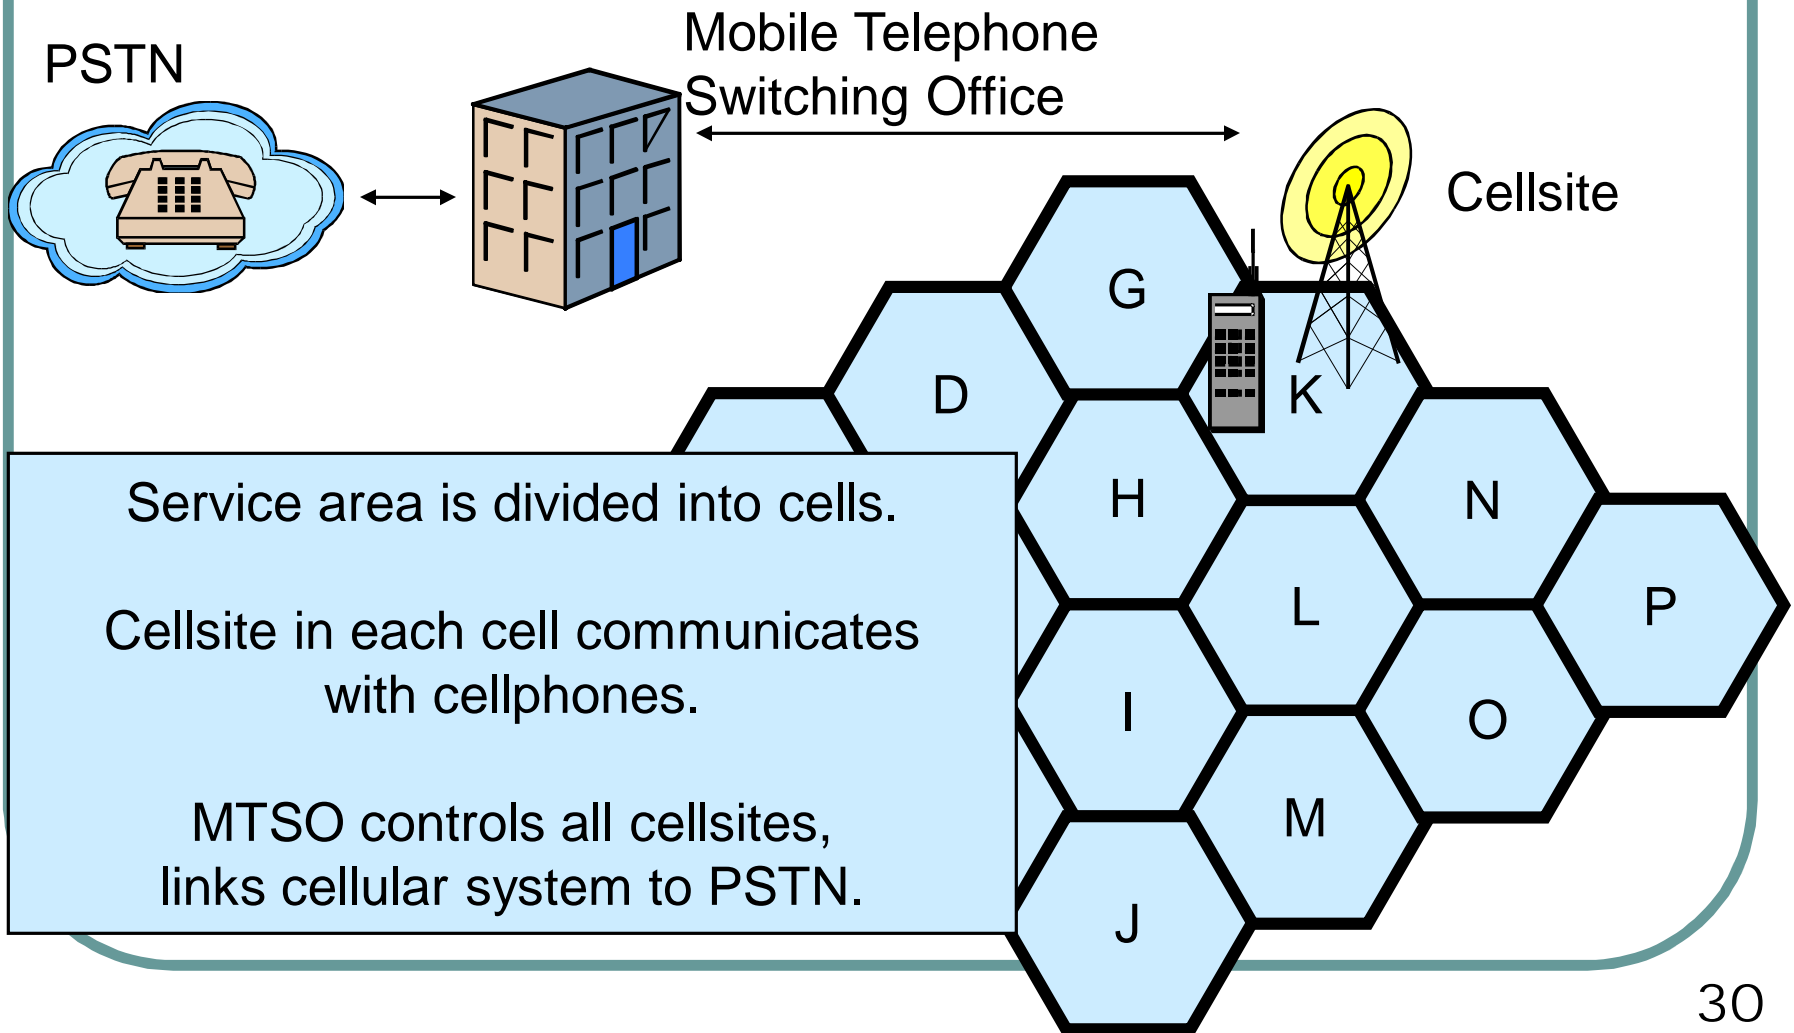 PSTN
Mobile Telephone
Switching Office
Cellsite
G
D
K
H
N
L
P
I
O
M
J
Service area is divided into cells.
Cellsite in each cell communicates
with cellphones.
MTSO controls all cellsites,
links cellular system to PSTN.
30